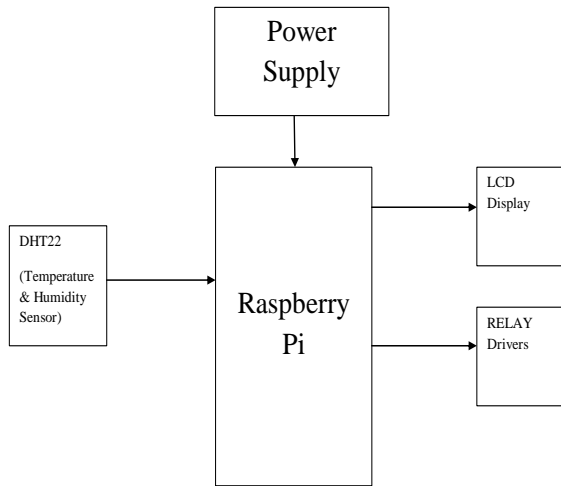 Power
Supply
LCD
Display
DHT22
(Temperature
& Humidity
Sensor)
Raspberry
Pi
RELAY
Drivers